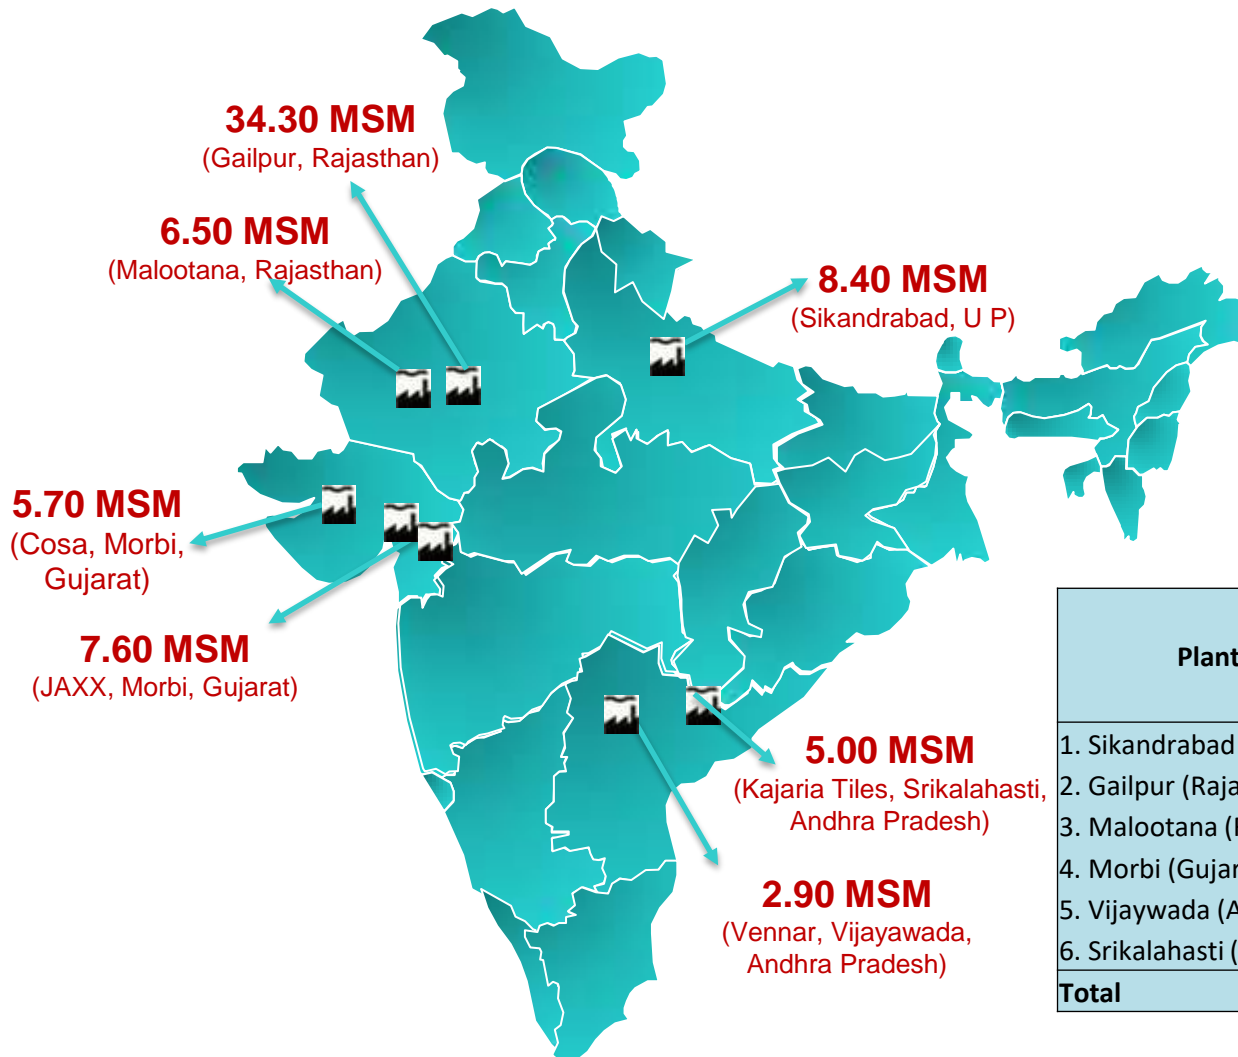 34.30 MSM
(Gailpur, Rajasthan)
6.50 MSM
(Malootana, Rajasthan)
8.40 MSM
(Sikandrabad, U P)
5.70 MSM
(Cosa, Morbi,
Gujarat)
7.60 MSM
(JAXX, Morbi, Gujarat)
5.00 MSM
(Kajaria Tiles, Srikalahasti,
Andhra Pradesh)
2.90 MSM
(Vennar, Vijayawada,
Andhra Pradesh)
Plant
1. Sikandrabad
2. Gailpur (Raja
3. Malootana (
4. Morbi (Gujar
5. Vijaywada (A
6. Srikalahasti (
Total